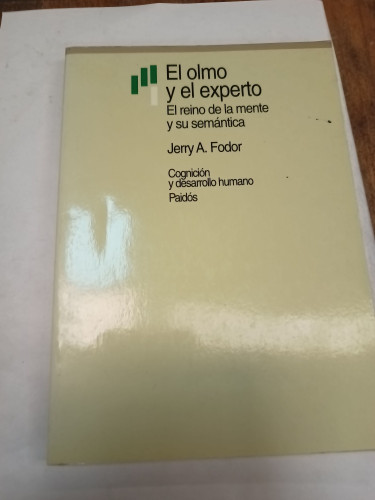 El olmo
y el experto
El reino de la mente
y su semántica
Jerry A. Fodor
Cognición
y desarrollo humano
Paidós